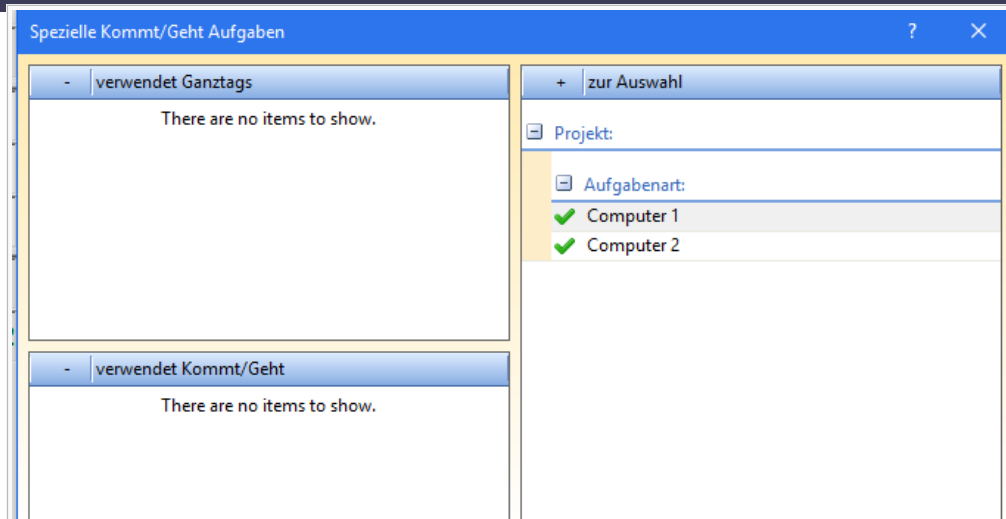 Spezielle Kommt/Geht Aufgaben ?
- verwendet Ganztags
There are no items to show.
- verwendet Kommt/Geht
There are no items to show.
+ zur Auswahl
Projekt:
Aufgabenart:
Computer 1
Computer 2